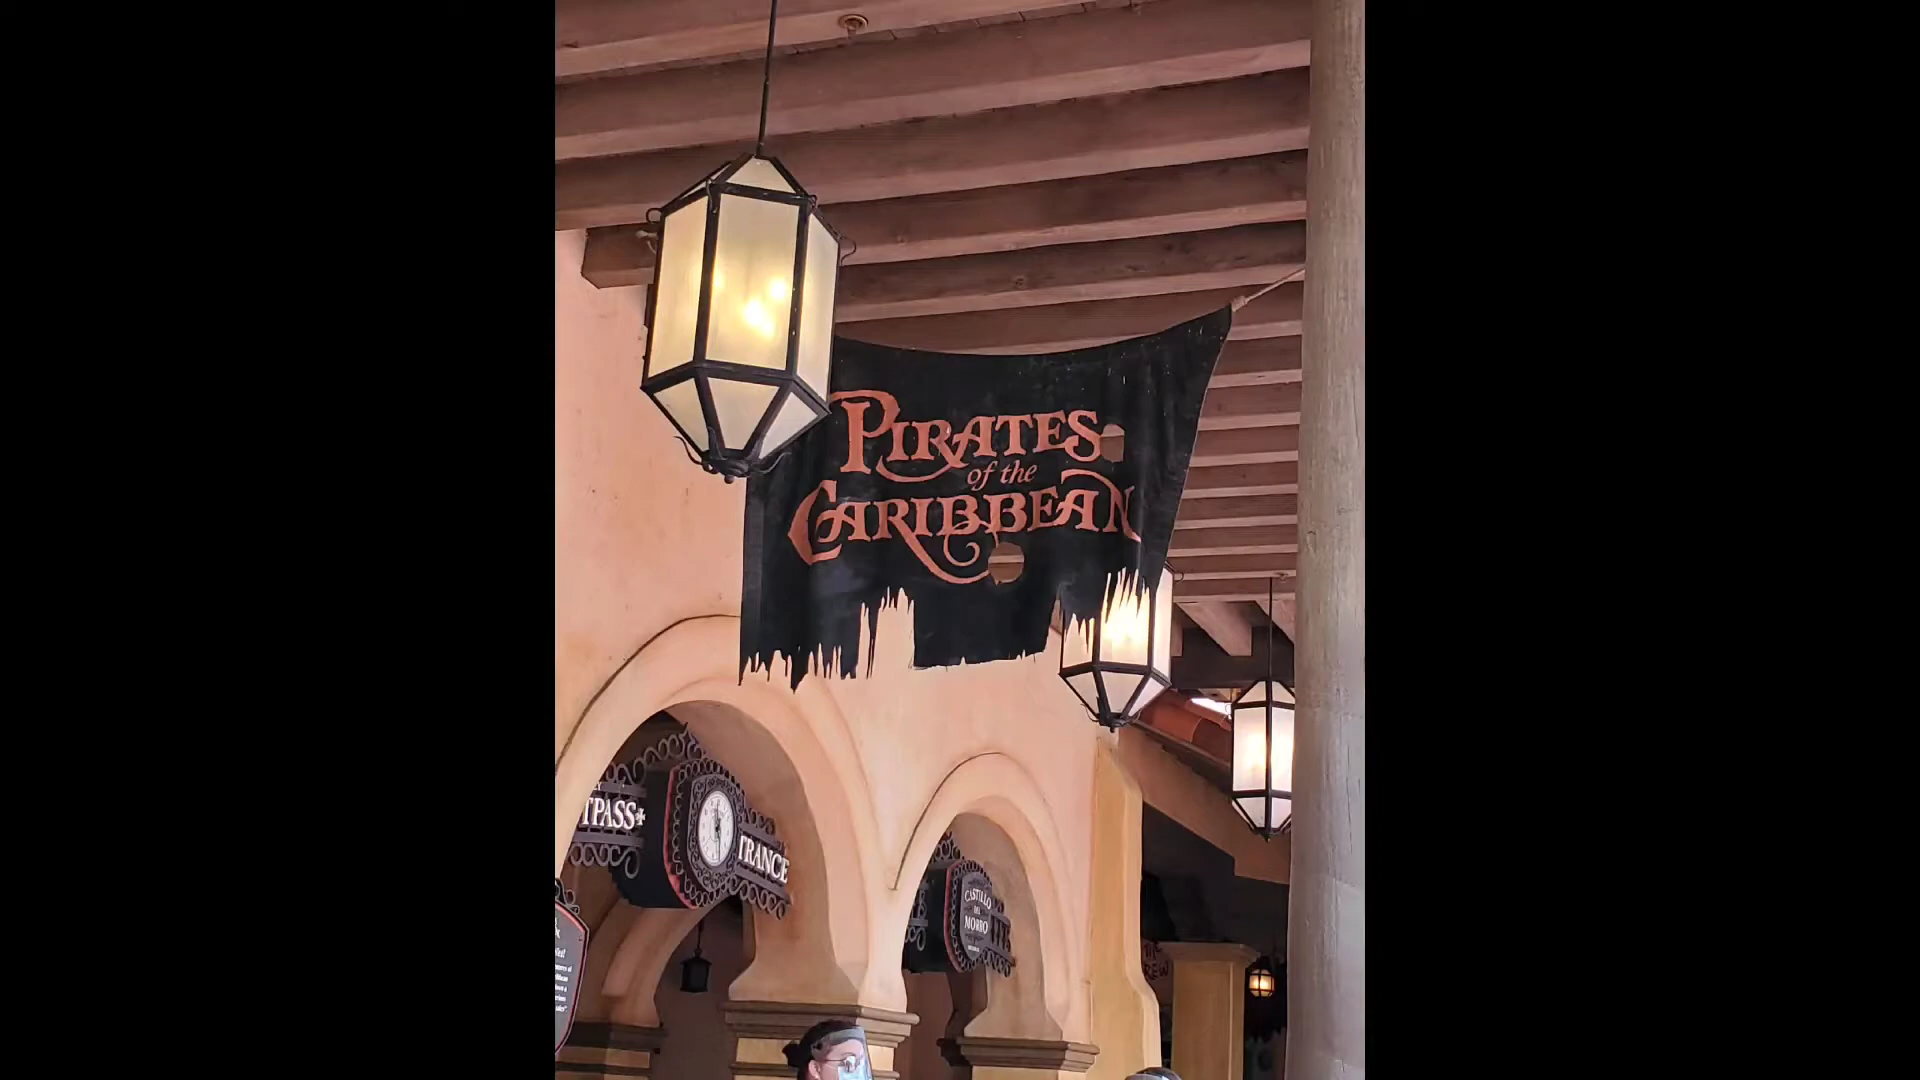 PIRATES
of the
CARIBBEAN
TPASS
TRANCE
CASTILLO
DEL
MORRO